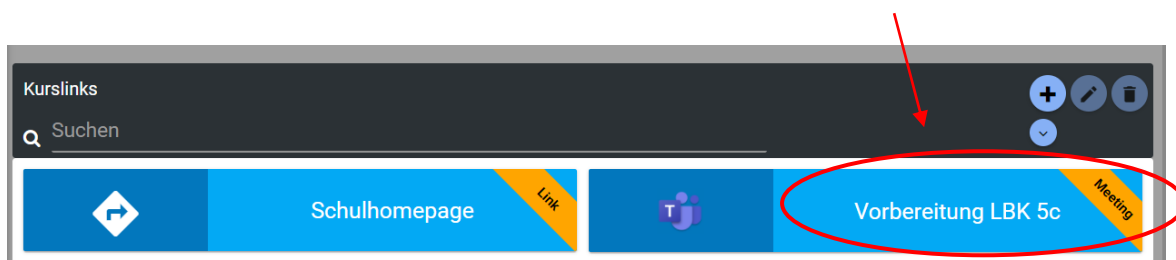 Kurslinks
Suchen
Schulhomepage
Link
T
Vorbereitung LBK 5c
Meeting